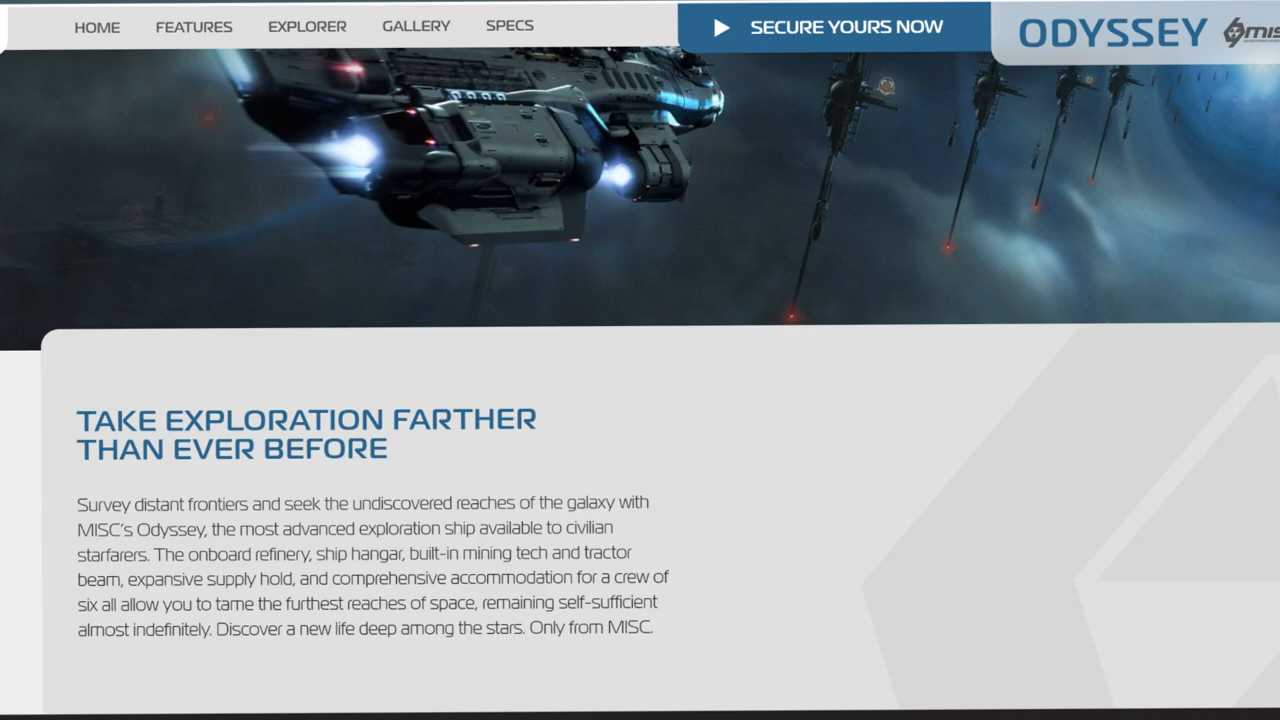 HOME FEATURES EXPLORER GALLERY SPECS
SECURE YOURS NOW
ODYSSEY
TAKE EXPLORATION FARTHER
THAN EVER BEFORE
Survey distant frontiers and seek the undiscovered reaches of the galaxy with
MISC's Odyssey, the most advanced exploration ship available to civilian
starfarers. The onboard refinery, ship hangar, built-in mining tech and tractor
beam, expansive supply hold, and comprehensive accommodation for a crew of
six all allow you to tame the furthest reaches of space, remaining self-sufficient
almost indefinitely. Discover a new life deep among the stars. Only from MISC.